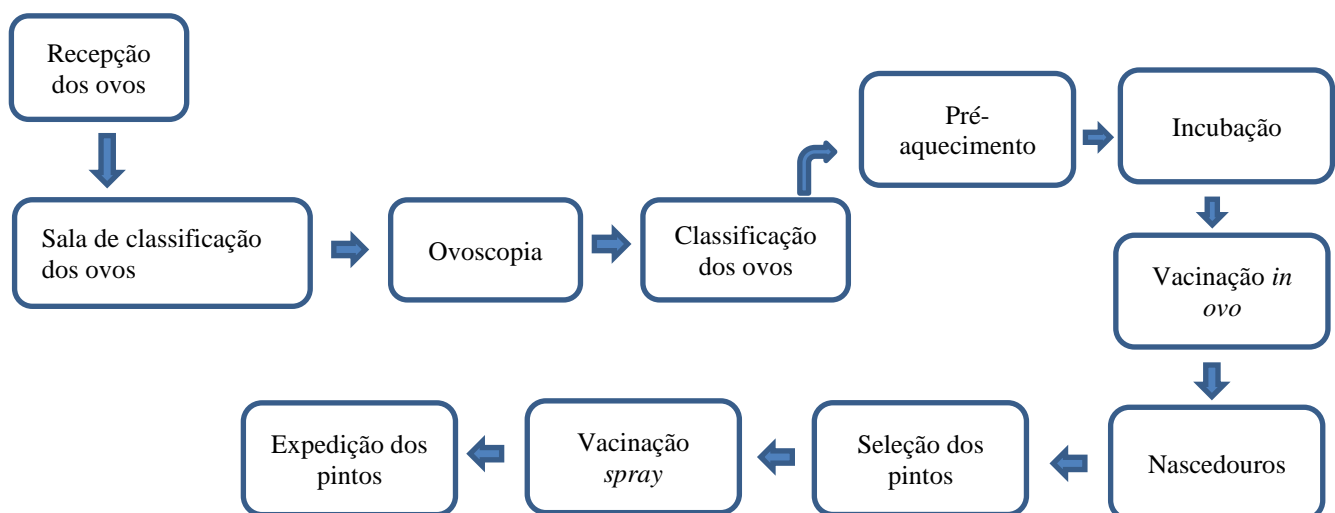 Recepção
dos ovos
Sala de classificação
dos ovos
Ovoscopia
Classificação
dos ovos
Pré-
aquecimento
Incubação
Vacinação in
ovo
Nascedouros
Seleção dos
pintos
Vacinação
spray
Expedição dos
pintos